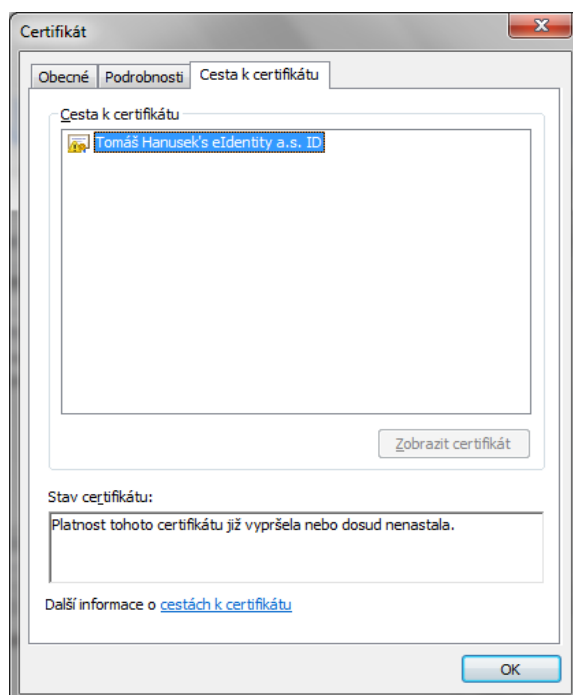 Certifikát
Obecné Podrobnosti Cesta k certifikátu
Cesta k certifikátu
Tomáš Hanusek's eIdentity a.s. ID
Zobrazit certifikát
Stav certifikátu:
Platnost tohoto certifikátu již vypršela nebo dosud nenastala.
Další informace o cestách k certifikátu
OK